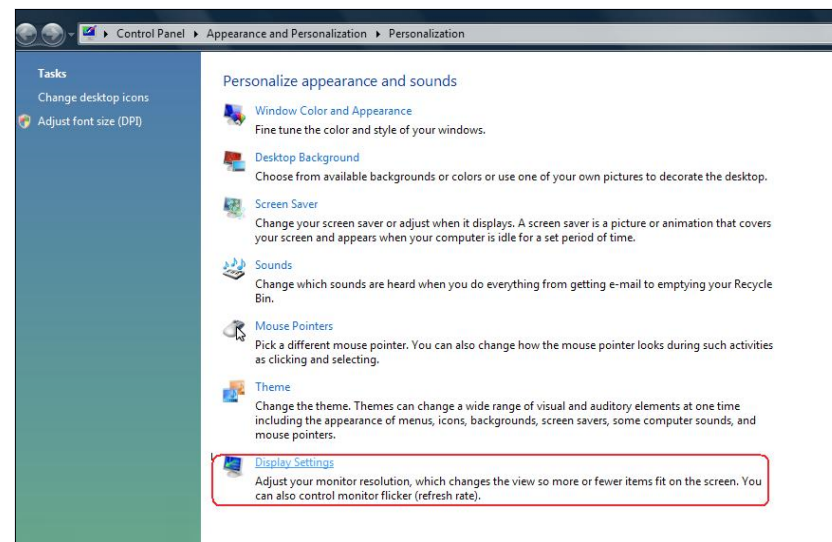 Control Panel ▸ Appearance and Personalization ▸ Personalization
Tasks
Change desktop icons
Adjust font size (DPI)
Personalize appearance and sounds
Window Color and Appearance
Fine tune the color and style of your windows.
Desktop Background
Choose from available backgrounds or colors or use one of your own pictures to decorate the desktop.
Screen Saver
Change your screen saver or adjust when it displays. A screen saver is a picture or animation that covers
your screen and appears when your computer is idle for a set period of time.
Sounds
Change which sounds are heard when you do everything from getting e-mail to emptying your Recycle
Bin.
Mouse Pointers
Pick a different mouse pointer. You can also change how the mouse pointer looks during such activities
as clicking and selecting.
Theme
Change the theme. Themes can change a wide range of visual and auditory elements at one time
including the appearance of menus, icons, backgrounds, screen savers, some computer sounds, and
mouse pointers.
Display Settings
Adjust your monitor resolution, which changes the view so more or fewer items fit on the screen. You
can also control monitor flicker (refresh rate).